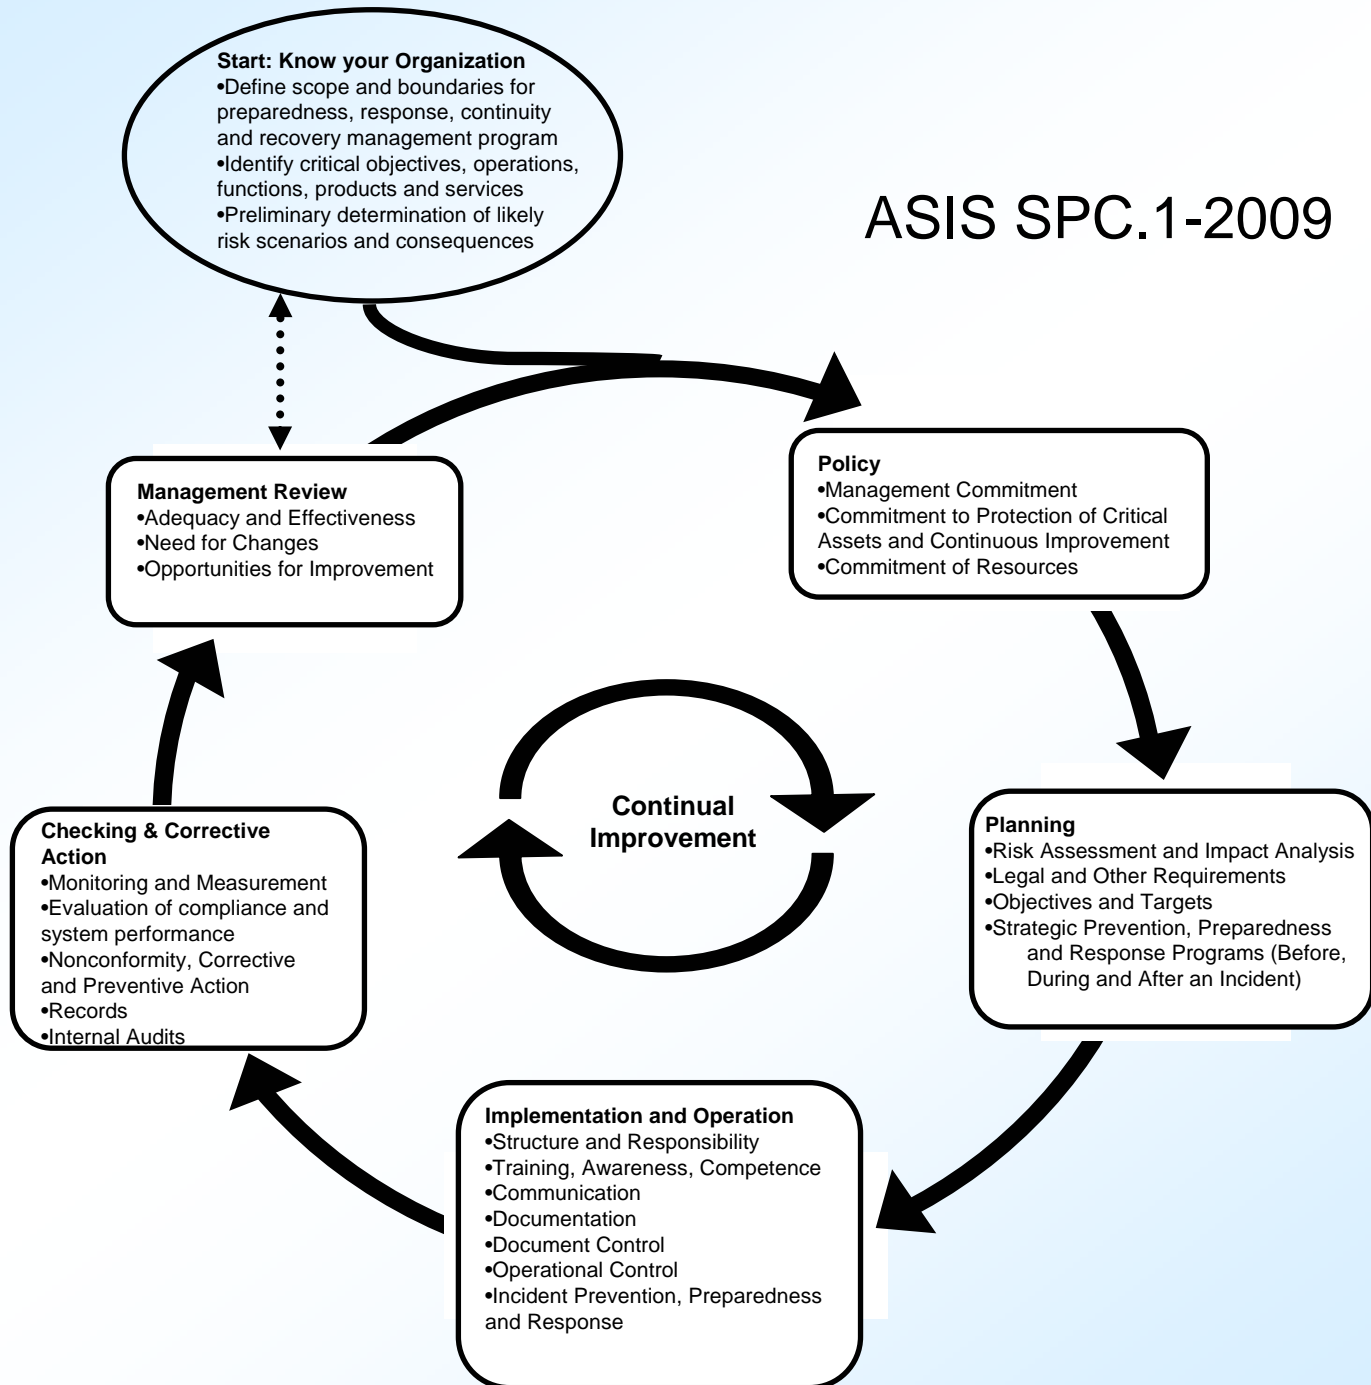 Start: Know your Organization
•Define scope and boundaries for
preparedness, response, continuity
and recovery management program
•Identify critical objectives, operations,
functions, products and services
•Preliminary determination of likely
risk scenarios and consequences
ASIS SPC.1-2009
Policy
•Management Commitment
•Commitment to Protection of Critical
Assets and Continuous Improvement
•Commitment of Resources
Planning
•Risk Assessment and Impact Analysis
•Legal and Other Requirements
•Objectives and Targets
•Strategic Prevention, Preparedness
and Response Programs (Before,
During and After an Incident)
Implementation and Operation
•Structure and Responsibility
•Training, Awareness, Competence
•Communication
•Documentation
•Document Control
•Operational Control
•Incident Prevention, Preparedness
and Response
Checking & Corrective
Action
•Monitoring and Measurement
•Evaluation of compliance and
system performance
•Nonconformity, Corrective
and Preventive Action
•Records
•Internal Audits
Management Review
•Adequacy and Effectiveness
•Need for Changes
•Opportunities for Improvement
Continual
Improvement